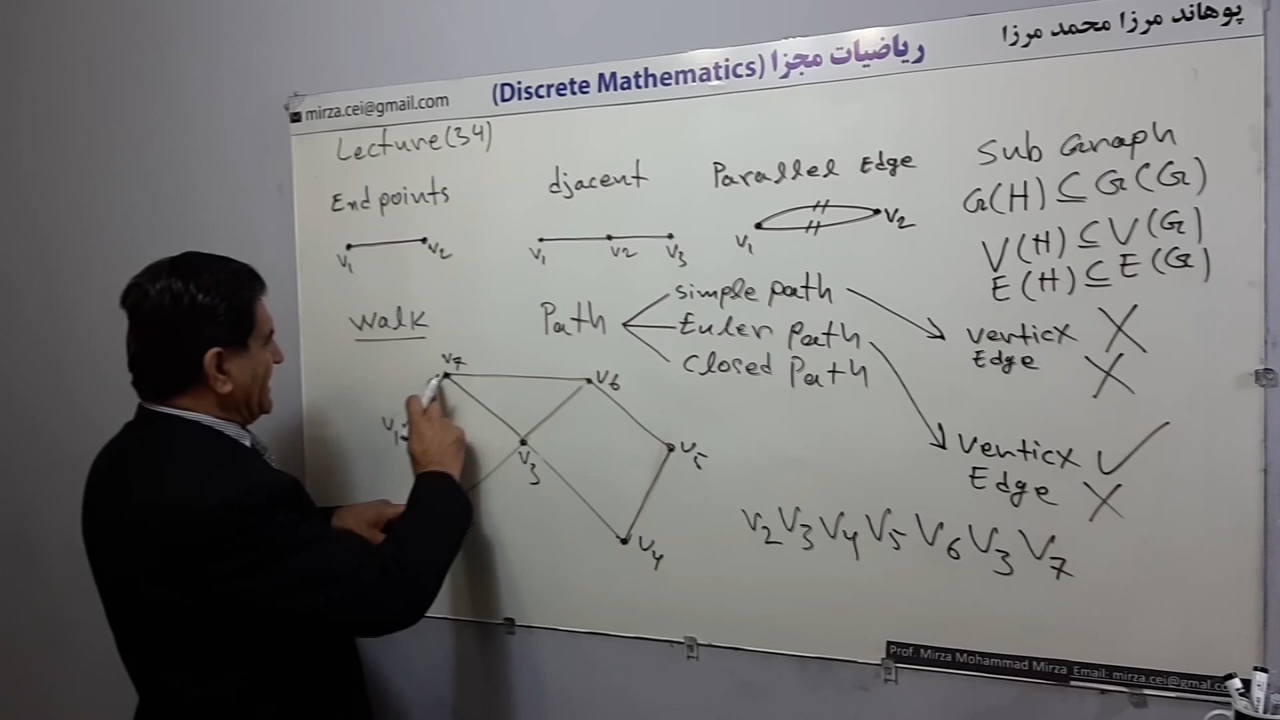 پوهاند مرزا محمد مرزا
ریاضیات مجزا (Discrete Mathematics)
mirza.cei@gmail.com
Lecture(34)
End points
djacent
Parallel Edge
Sub Graph
V1 V2
V1 V2 V3
V1 V2
G(H) ⊆ G(G)
V(H) ⊆ V(G)
E(H) ⊆ E(G)
Walk
Path
simple path
Euler path
closed Path
verticx X
Edge X
verticx ✓
Edge X
V7
V6
V1
V3
V5
V4
V2 V3 V4 V5 V6 V3 V7
Prof. Mirza Mohammad Mirza Email: mirza.cei@gmal.co